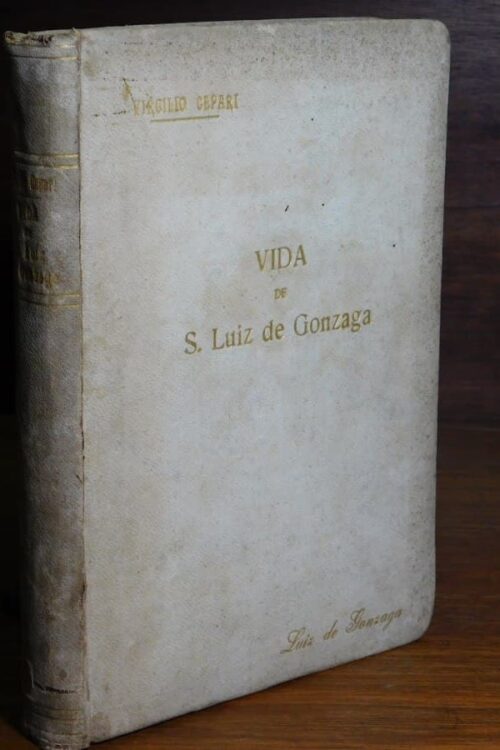 VIRGILIO CEPARI
VIDA
DE
S. Luiz de Gonzaga
Luiz de Gonzaga